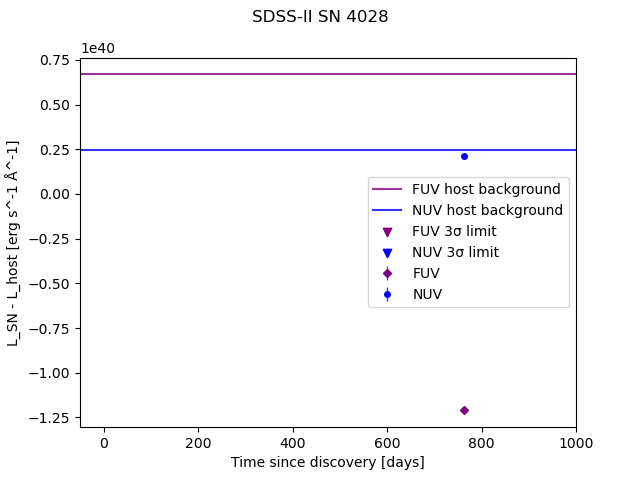 SDSS-II SN 4028
1e40
0.75
0.50
0.25
0.00
−0.25
−0.50
−0.75
−1.00
−1.25
L_SN - L_host [erg s^-1 Å^-1]
FUV host background
NUV host background
FUV 3σ limit
NUV 3σ limit
FUV
NUV
0 200 400 600 800 1000
Time since discovery [days]